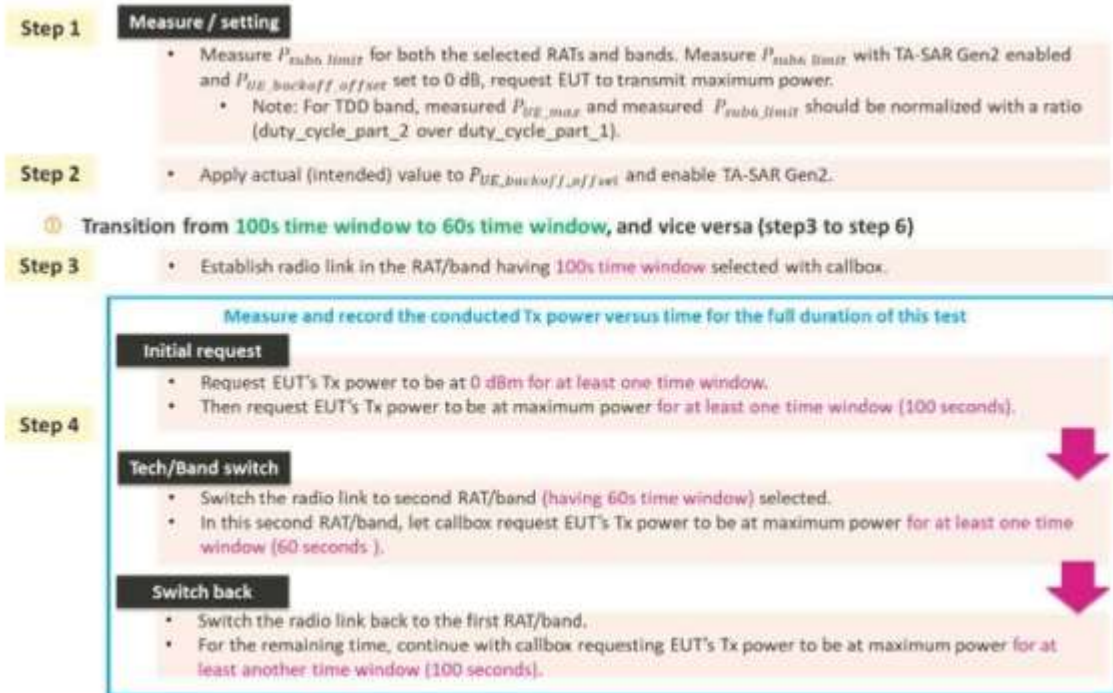 Step 1
Measure / setting
• Measure P_sub6_limit for both the selected RATs and bands. Measure P_sub6_limit with TA-SAR Gen2 enabled
and P_UE_backoff_offset set to 0 dB, request EUT to transmit maximum power.
• Note: For TDD band, measured P_UE_max and measured P_sub6_limit should be normalized with a ratio
(duty_cycle_part_2 over duty_cycle_part_1).
Step 2
• Apply actual (intended) value to P_UE_backoff_offset and enable TA-SAR Gen2.
① Transition from 100s time window to 60s time window, and vice versa (step3 to step 6)
Step 3
• Establish radio link in the RAT/band having 100s time window selected with callbox.
Measure and record the conducted Tx power versus time for the full duration of this test
Step 4
Initial request
• Request EUT's Tx power to be at 0 dBm for at least one time window.
• Then request EUT's Tx power to be at maximum power for at least one time window (100 seconds).
Tech/Band switch
• Switch the radio link to second RAT/band (having 60s time window) selected.
• In this second RAT/band, let callbox request EUT's Tx power to be at maximum power for at least one time
window (60 seconds ).
Switch back
• Switch the radio link back to the first RAT/band.
• For the remaining time, continue with callbox requesting EUT's Tx power to be at maximum power for at
least another time window (100 seconds).